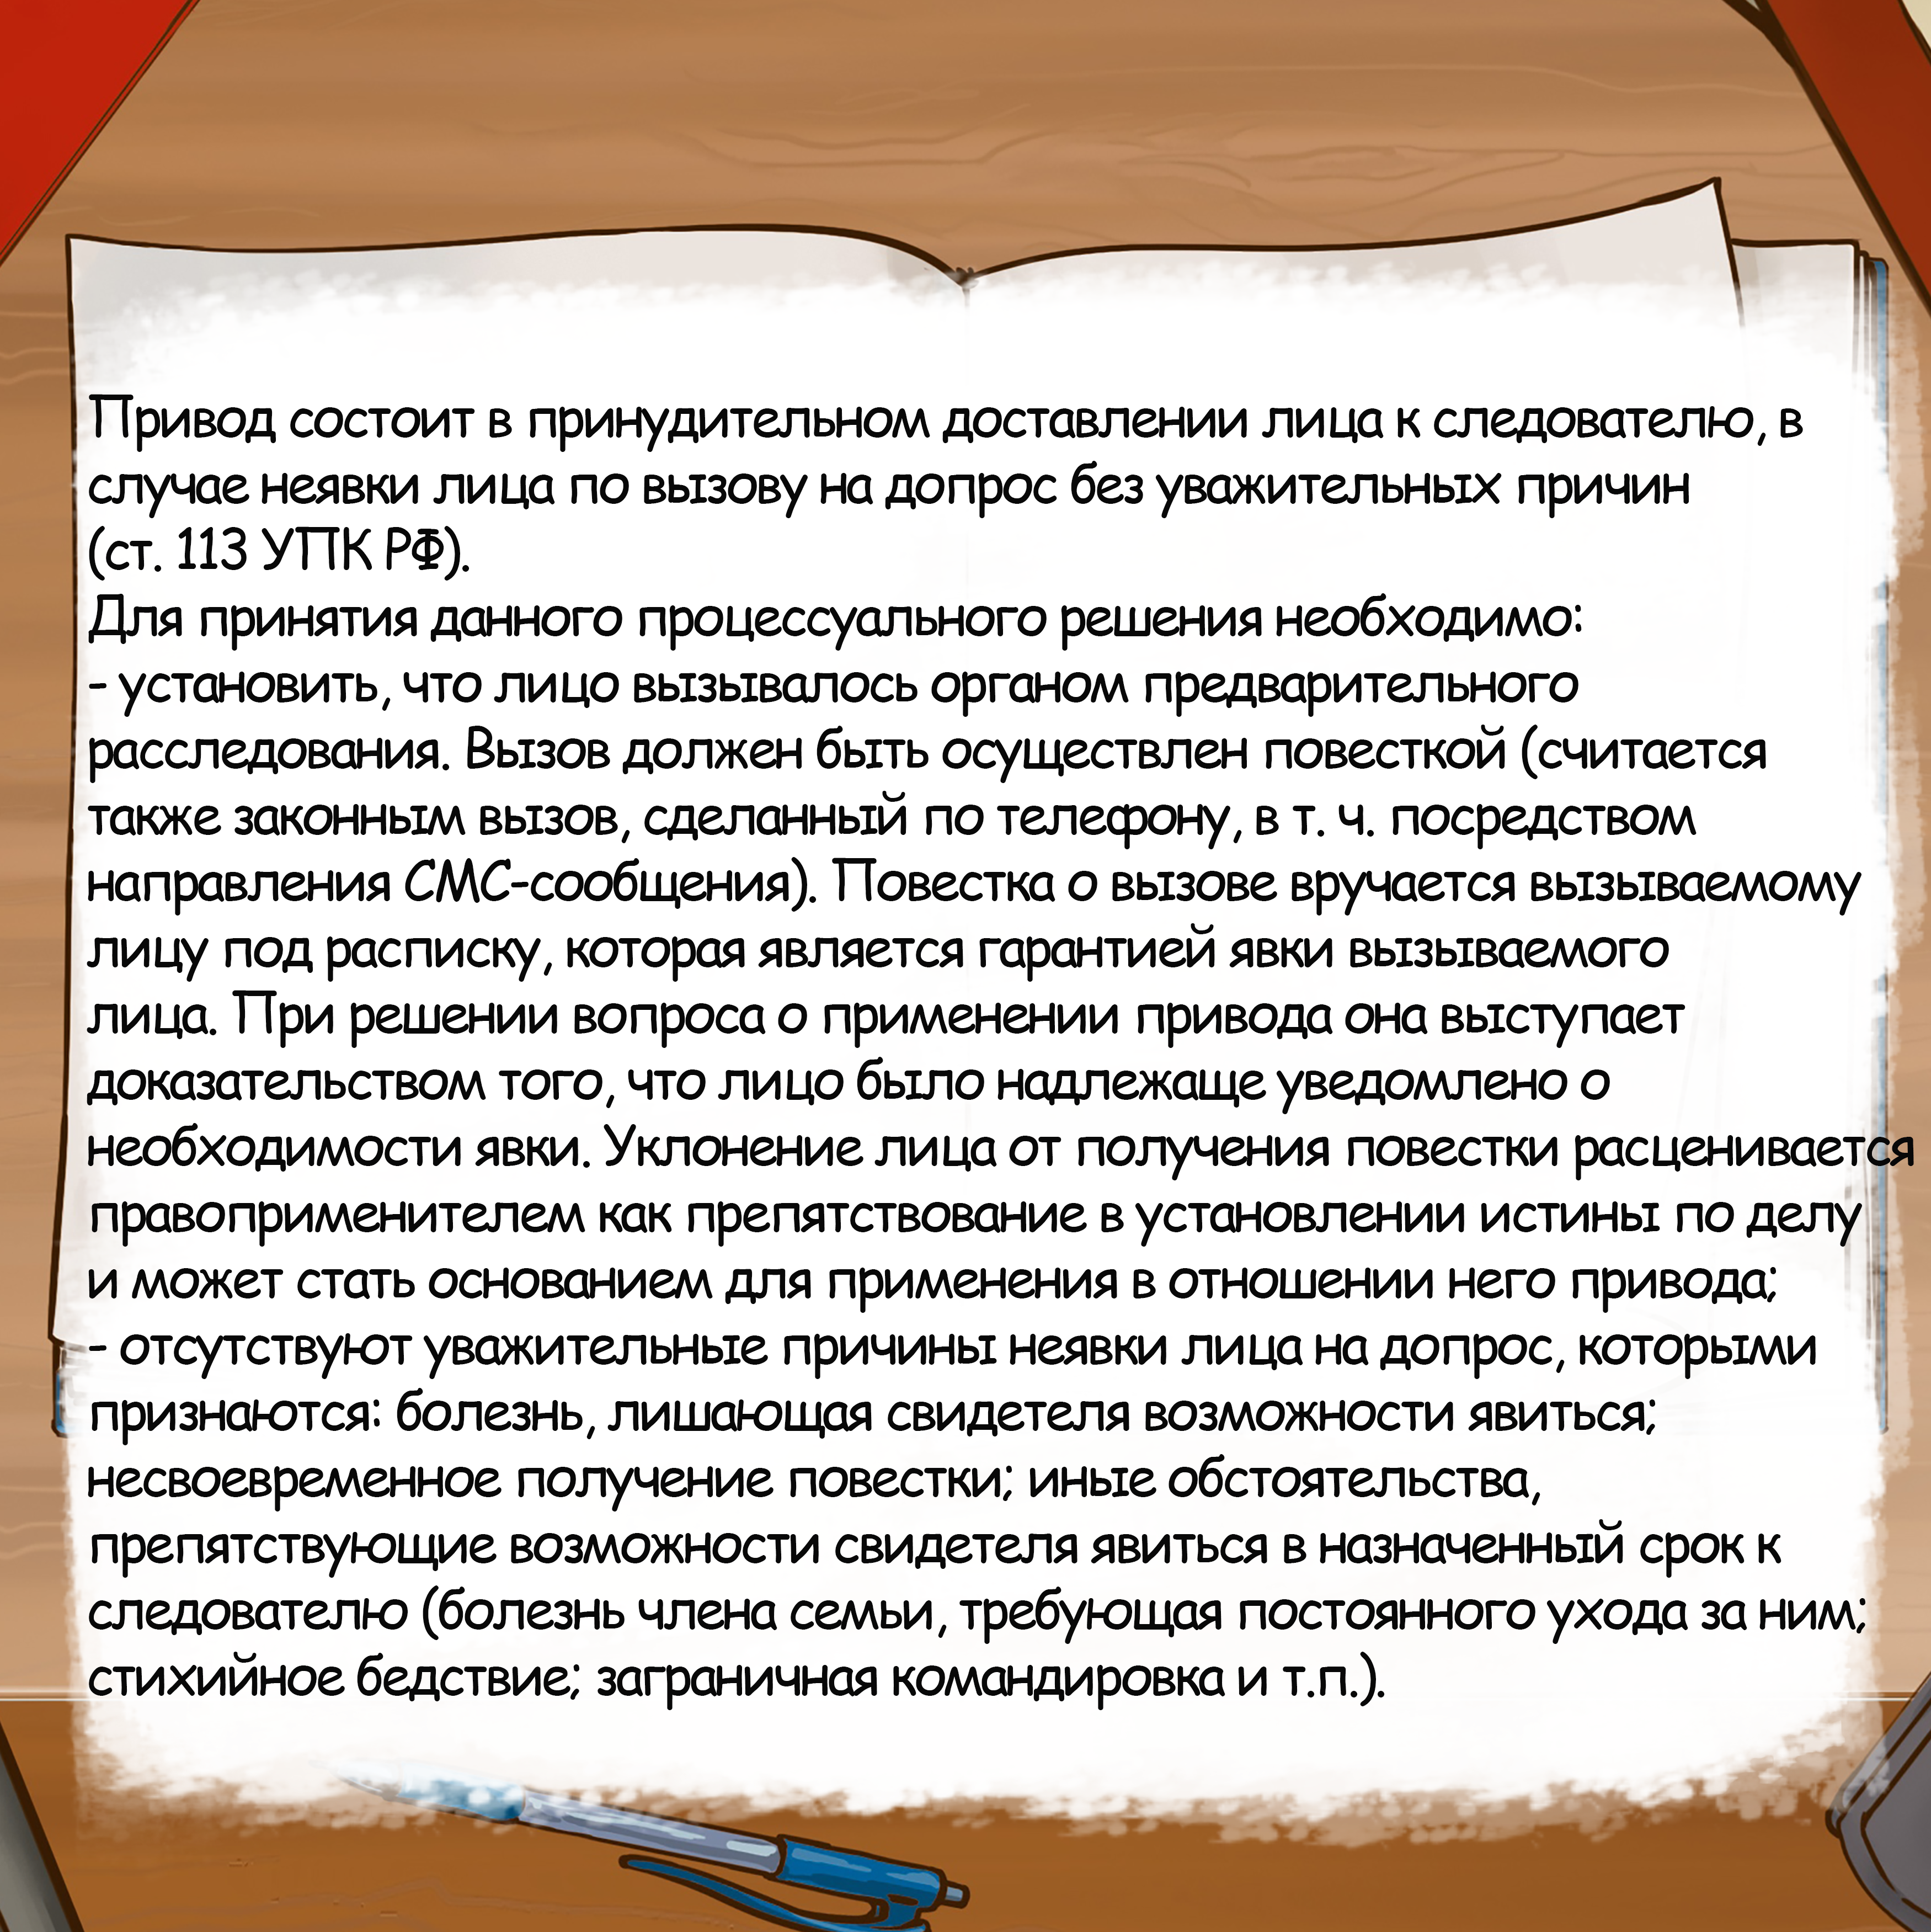 Привод состоит в принудительном доставлении лица к следователю, в
случае неявки лица по вызову на допрос без уважительных причин
(ст. 113 УПК РФ).
Для принятия данного процессуального решения необходимо:
- установить, что лицо вызывалось органом предварительного
расследования. Вызов должен быть осуществлен повесткой (считается
также законным вызов, сделанный по телефону, в т. ч. посредством
направления СМС-сообщения). Повестка о вызове вручается вызываемому
лицу под расписку, которая является гарантией явки вызываемого
лица. При решении вопроса о применении привода она выступает
доказательством того, что лицо было надлежаще уведомлено о
необходимости явки. Уклонение лица от получения повестки расценивается
правоприменителем как препятствование в установлении истины по делу
и может стать основанием для применения в отношении него привода;
- отсутствуют уважительные причины неявки лица на допрос, которыми
признаются: болезнь, лишающая свидетеля возможности явиться;
несвоевременное получение повестки; иные обстоятельства,
препятствующие возможности свидетеля явиться в назначенный срок к
следователю (болезнь члена семьи, требующая постоянного ухода за ним;
стихийное бедствие; заграничная командировка и т.п.).